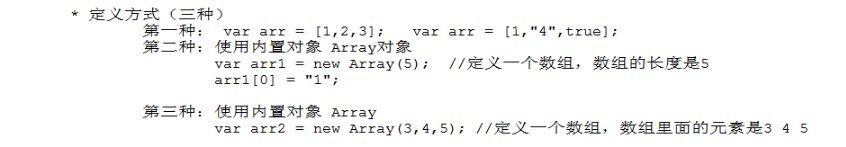 * 定义方式（三种）
第一种： var arr = [1,2,3]; var arr = [1,"4",true];
第二种：使用内置对象 Array对象
var arr1 = new Array(5); //定义一个数组，数组的长度是5
arr1[0] = "1";
第三种：使用内置对象 Array
var arr2 = new Array(3,4,5); //定义一个数组，数组里面的元素是3 4 5